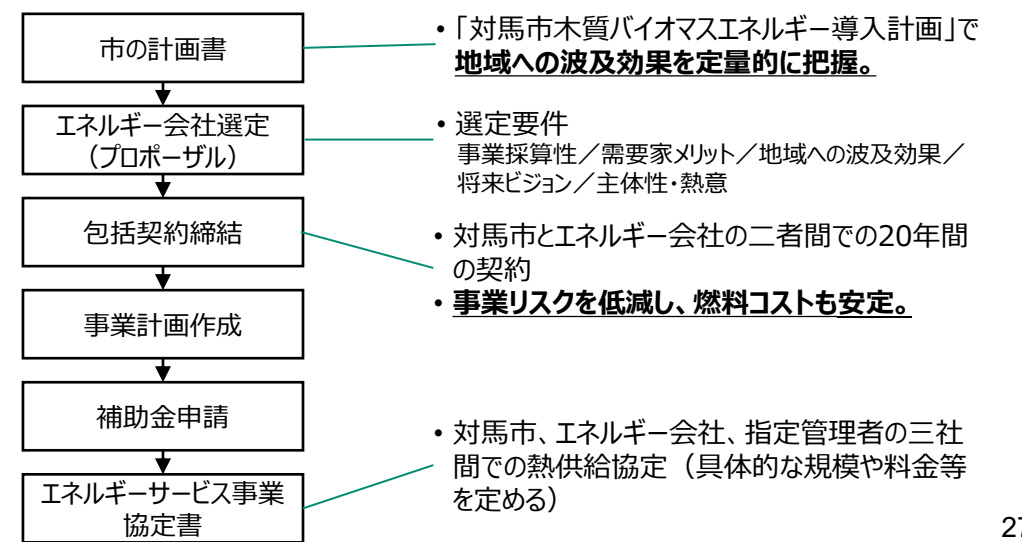 市の計画書
・「対馬市木質バイオマスエネルギー導入計画」で
地域への波及効果を定量的に把握。
エネルギー会社選定
(プロポーザル)
・選定要件
事業採算性／需要家メリット／地域への波及効果／
将来ビジョン／主体性・熱意
包括契約締結
・対馬市とエネルギー会社の二者間での20年間
の契約
・事業リスクを低減し、燃料コストも安定。
事業計画作成
補助金申請
・対馬市、エネルギー会社、指定管理者の三社
間での熱供給協定（具体的な規模や料金等
を定める）
エネルギーサービス事業
協定書
27